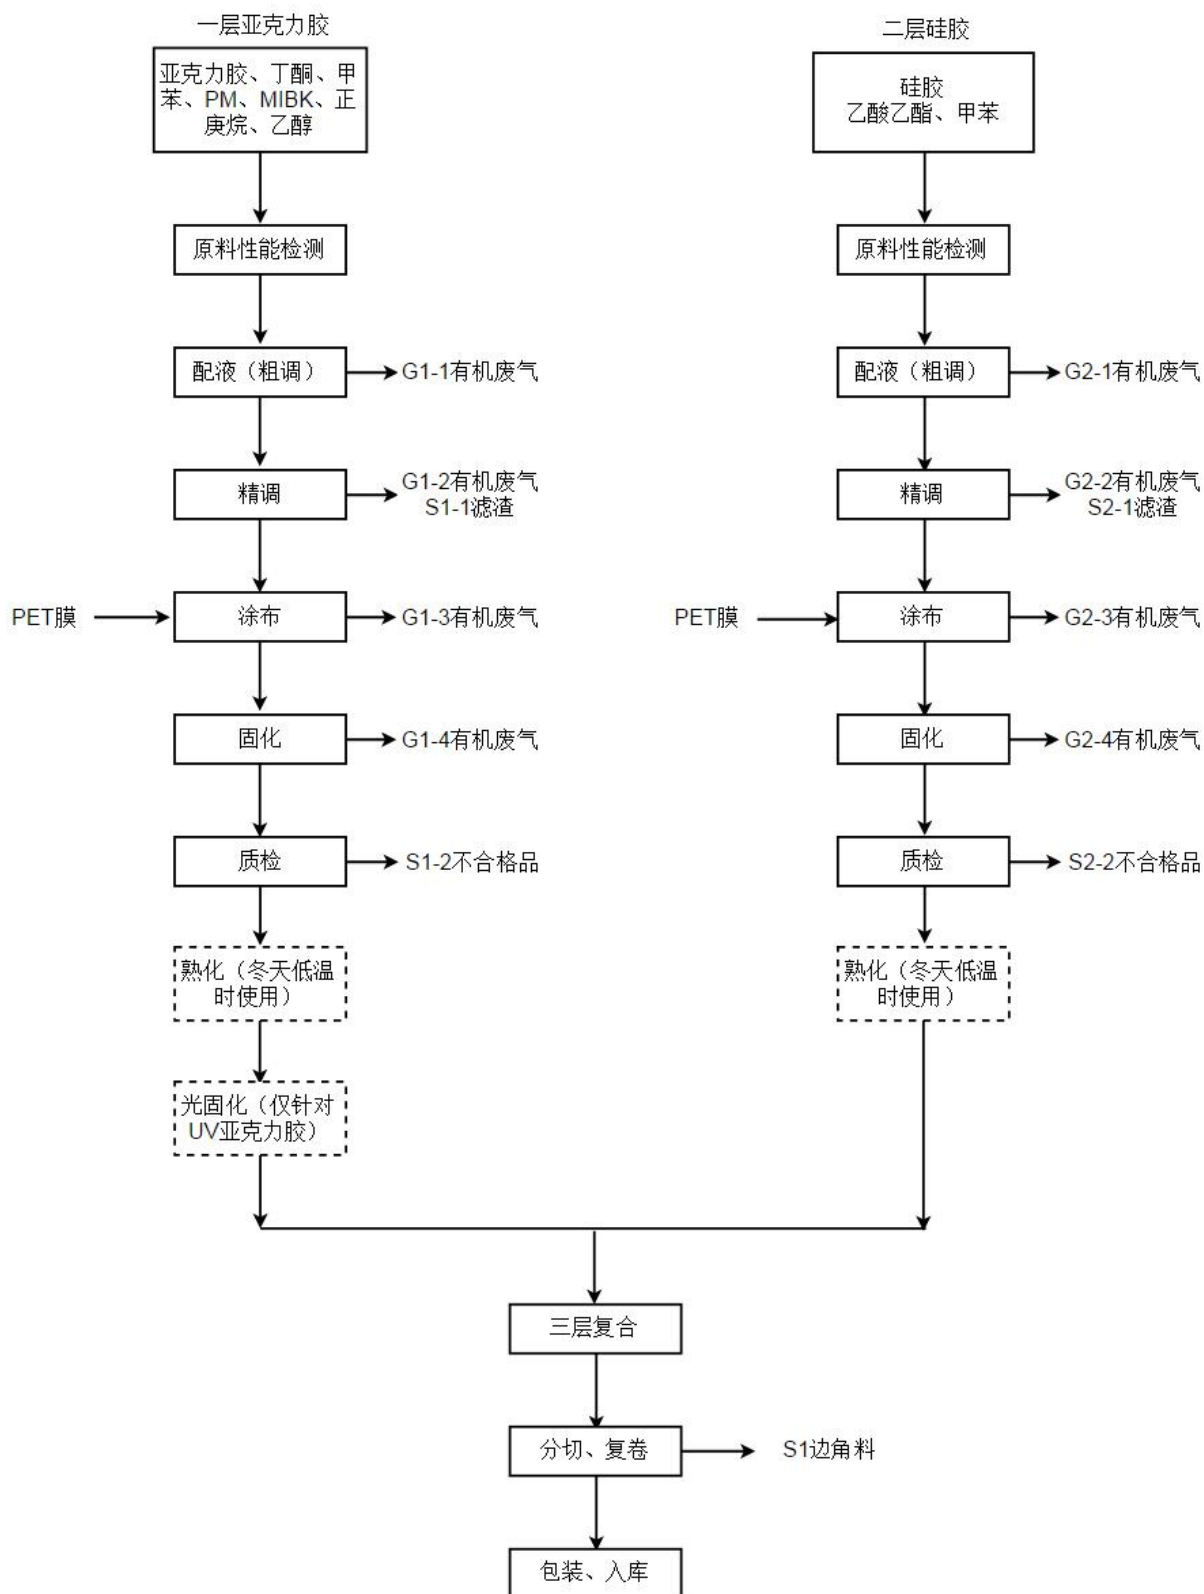 一层亚克力胶
亚克力胶、丁酮、甲
苯、PM、MIBK、正
庚烷、乙醇
原料性能检测
配液（粗调）
G1-1有机废气
精调
G1-2有机废气
S1-1滤渣
PET膜
涂布
G1-3有机废气
固化
G1-4有机废气
质检
S1-2不合格品
熟化（冬天低温
时使用）
光固化（仅针对
UV亚克力胶）
二层硅胶
硅胶
乙酸乙酯、甲苯
原料性能检测
配液（粗调）
G2-1有机废气
精调
G2-2有机废气
S2-1滤渣
PET膜
涂布
G2-3有机废气
固化
G2-4有机废气
质检
S2-2不合格品
熟化（冬天低温
时使用）
三层复合
分切、复卷
S1边角料
包装、入库